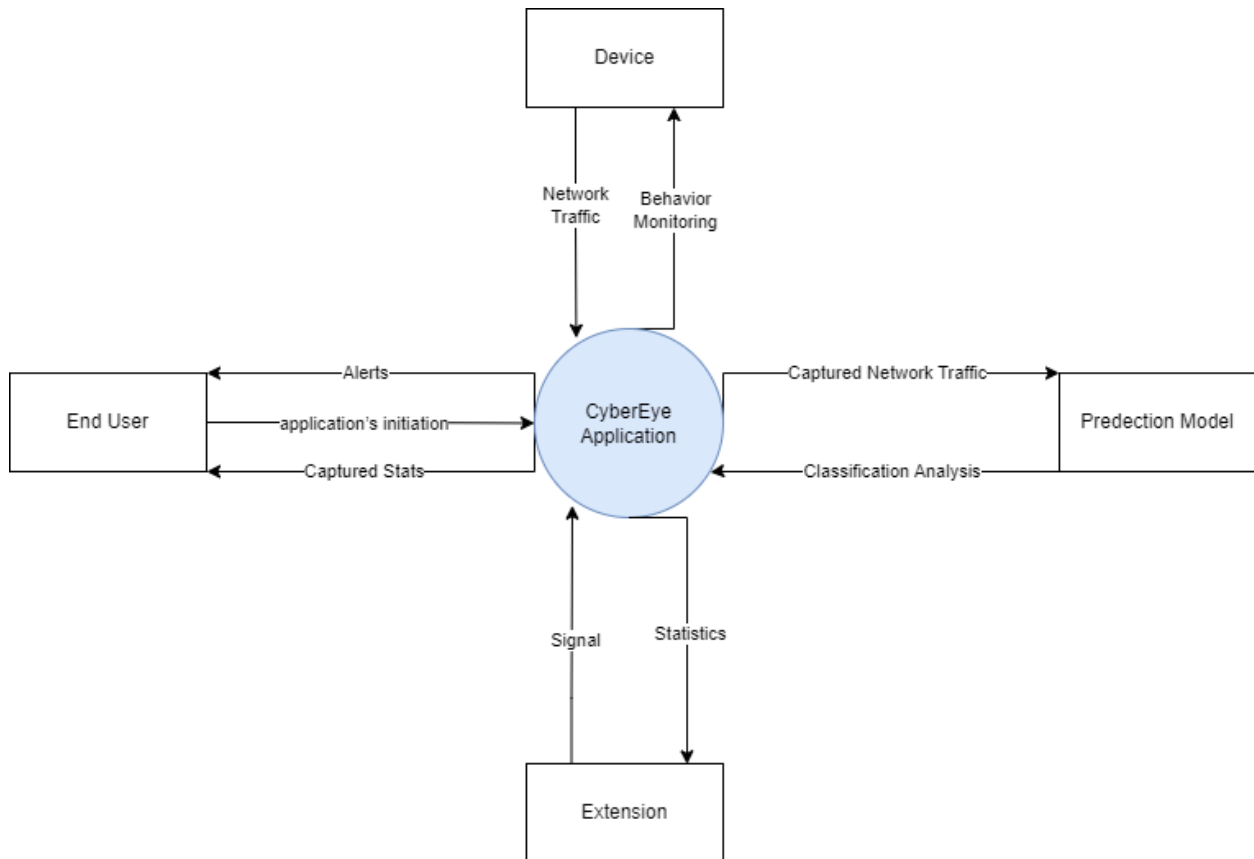 Device
Network
Traffic
Behavior
Monitoring
Alerts
Captured Network Traffic
End User
application's initiation
CyberEye
Application
Predection Model
Captured Stats
Classification Analysis
Signal
Statistics
Extension